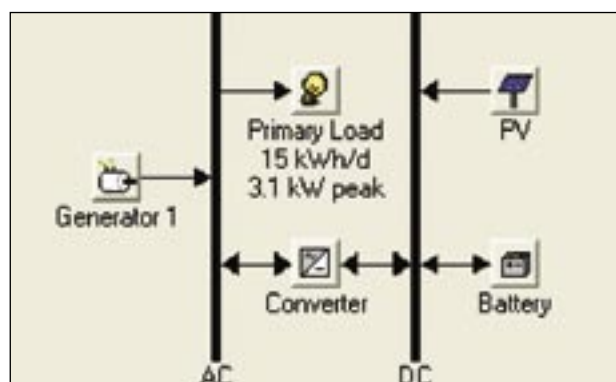 Primary Load
15 kWh/d
3.1 kW peak
PV
Generator 1
Converter
Battery
AC
DC